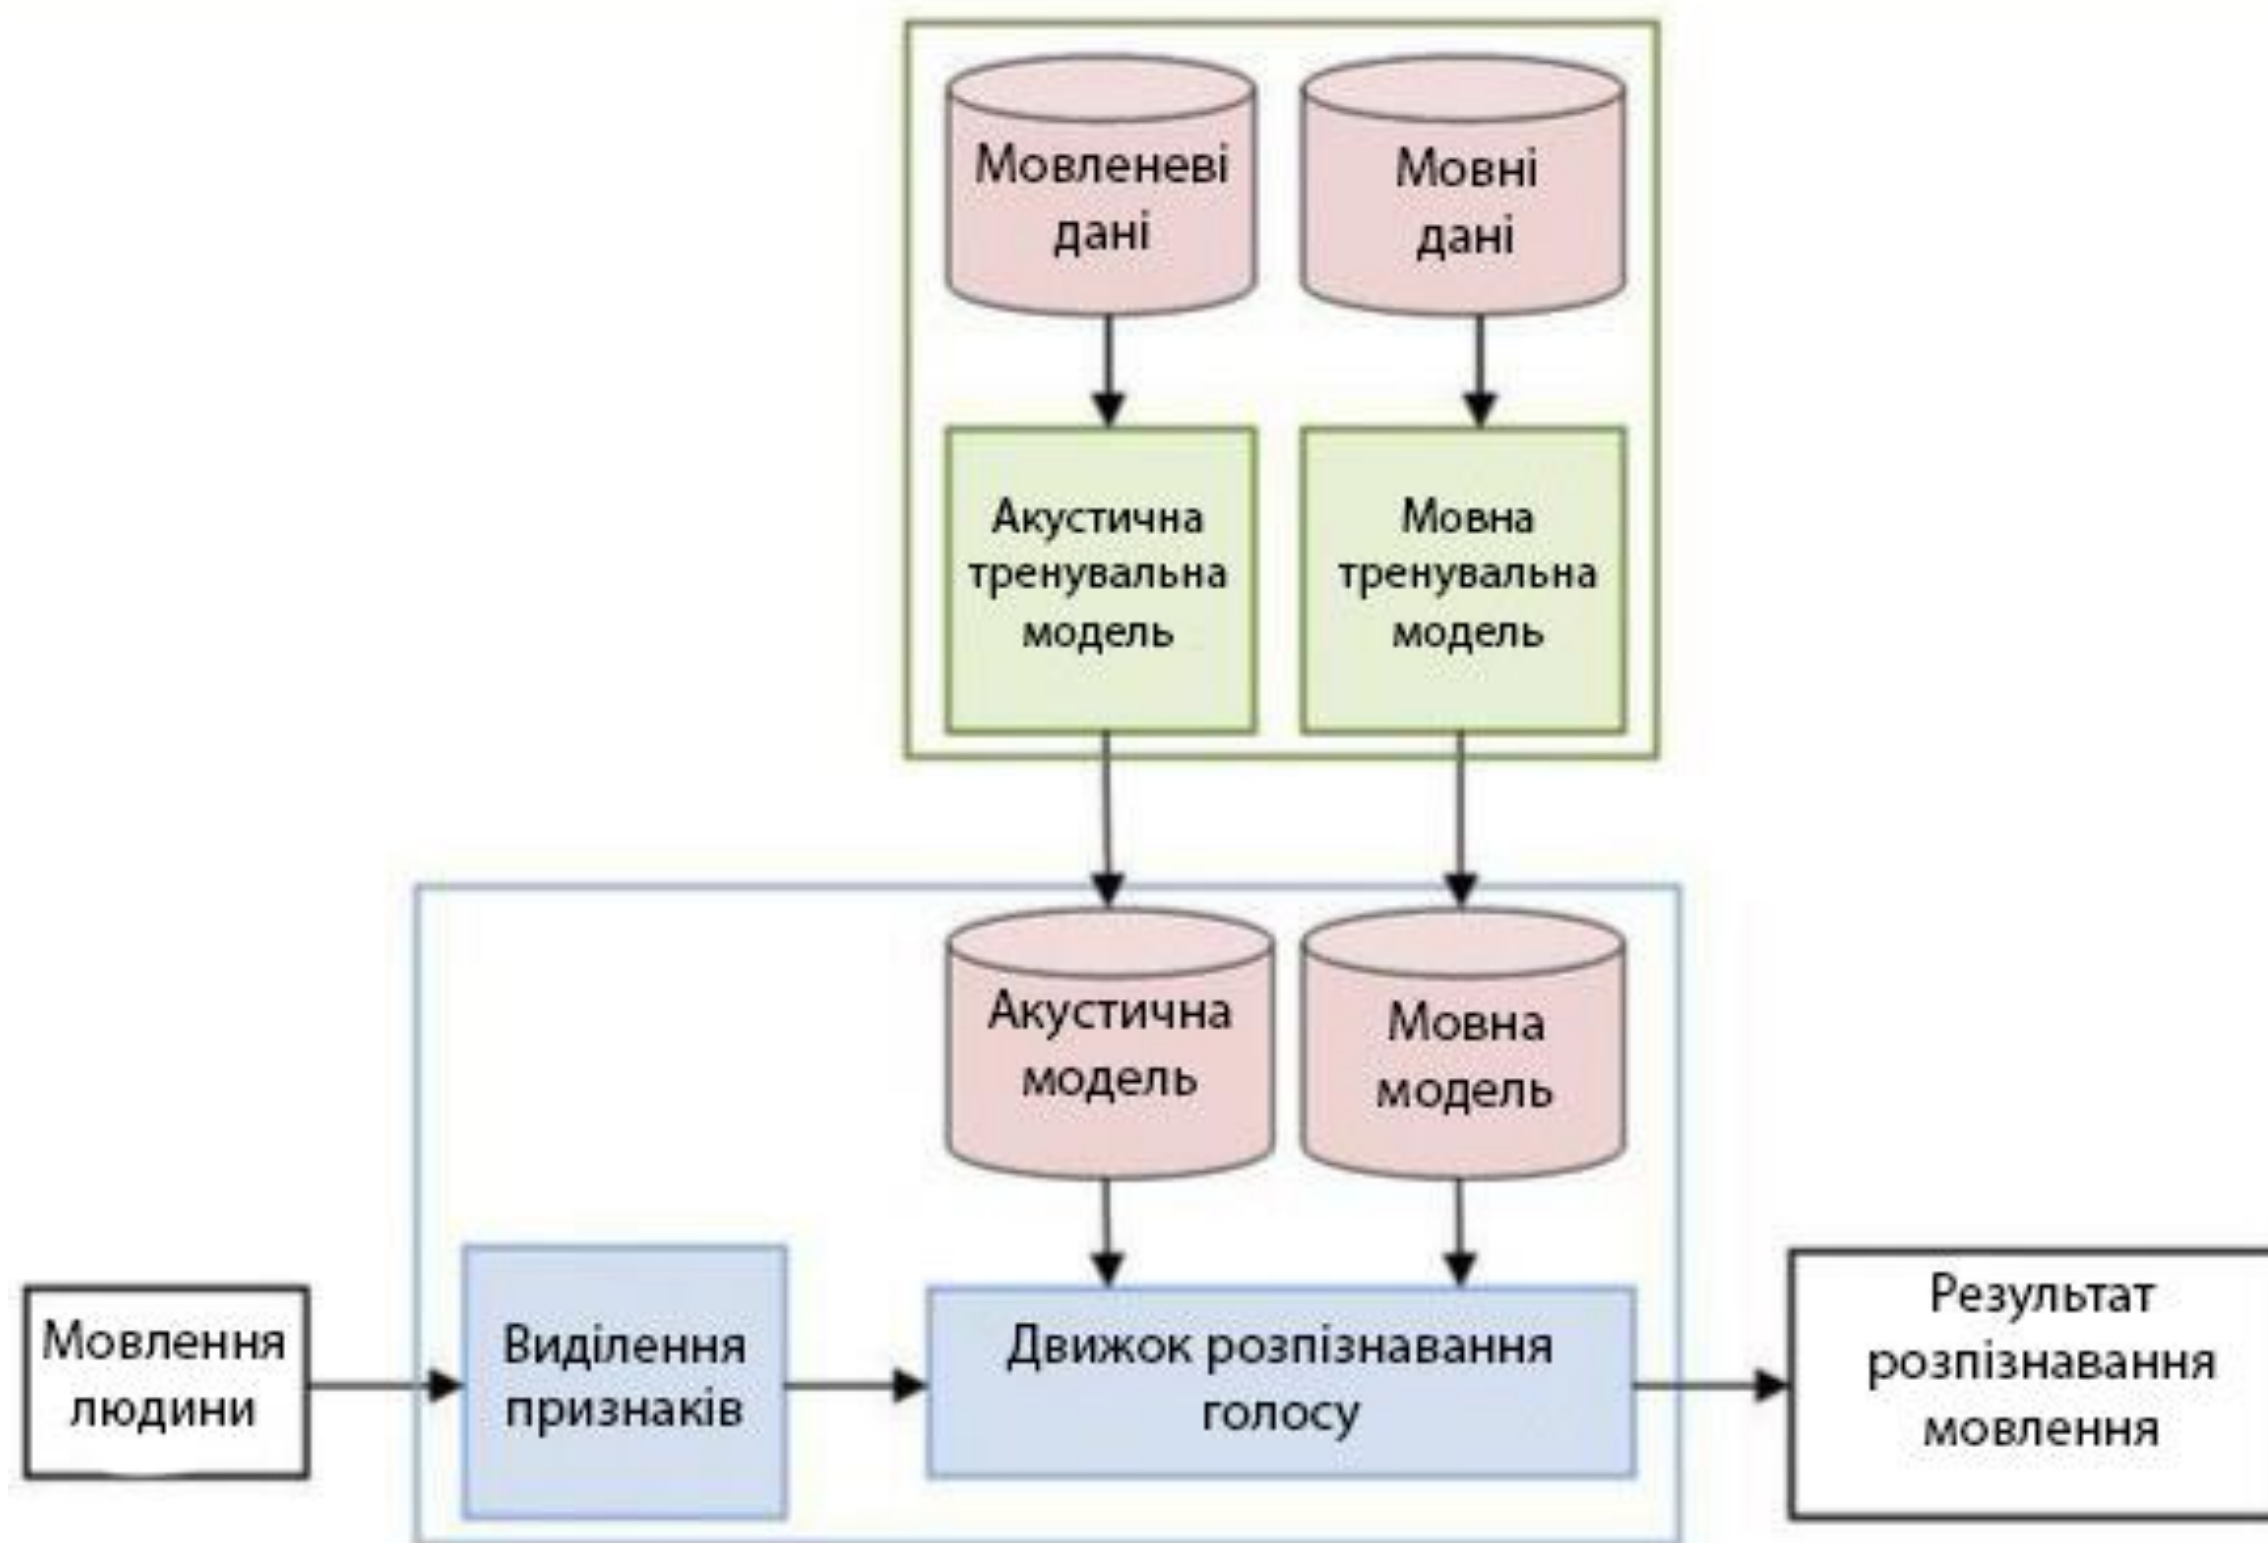 Мовленеві
дані
Мовні
дані
Акустична
тренувальна
модель
Мовна
тренувальна
модель
Акустична
модель
Мовна
модель
Мовлення
людини
Виділення
признаків
Движок розпізнавання
голосу
Результат
розпізнавання
мовлення